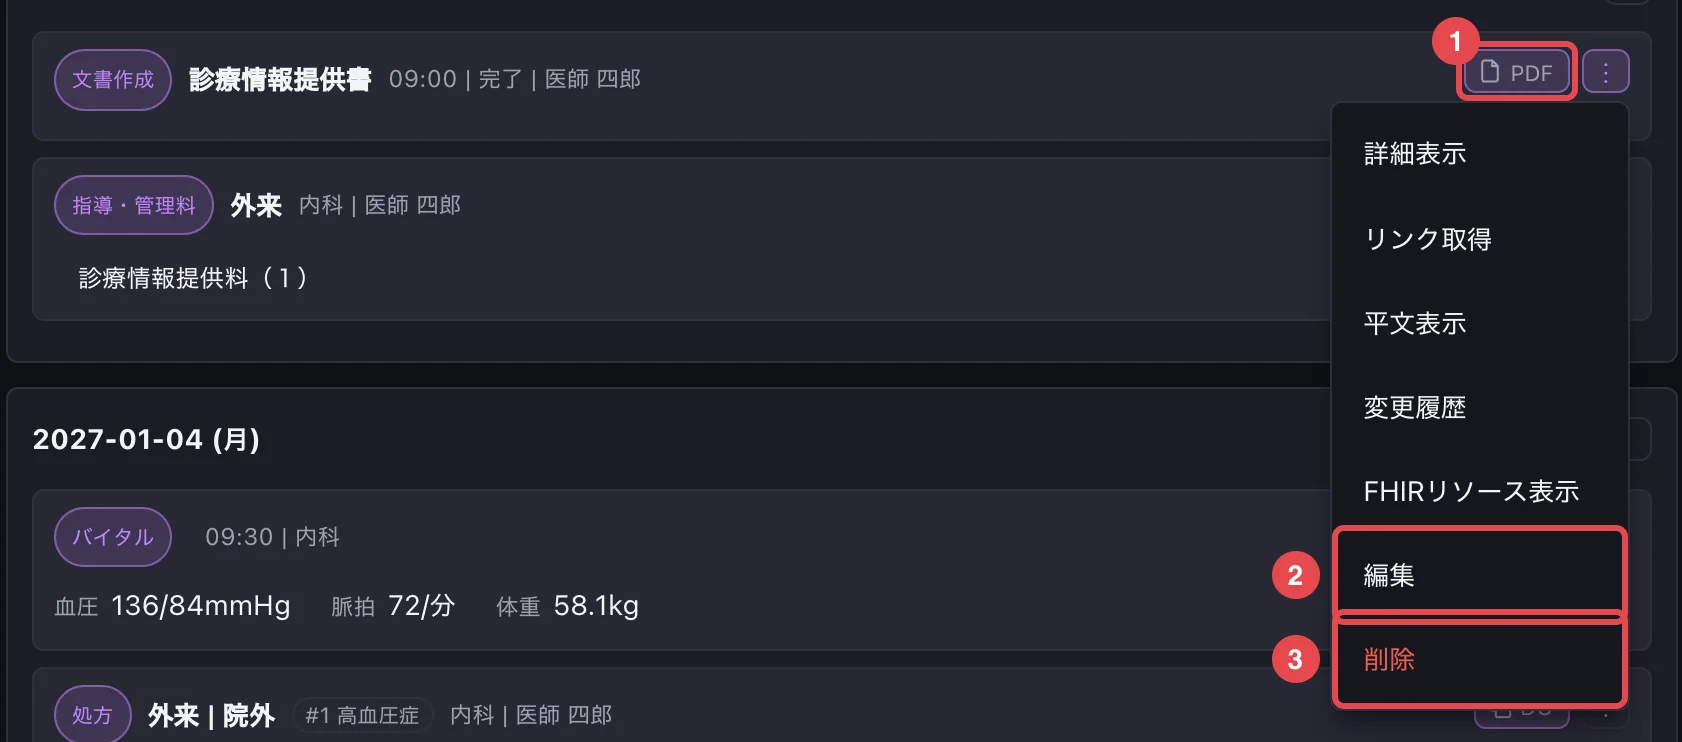 文書作成 診療情報提供書 09:00 | 完了 | 医師 四郎
1
PDF
指導・管理料 外来 内科 | 医師 四郎
診療情報提供料（1）
詳細表示
リンク取得
平文表示
変更履歴
FHIRリソース表示
2 編集
3 削除
2027-01-04 (月)
バイタル 09:30 | 内科
血圧 136/84mmHg 脈拍 72/分 体重 58.1kg
処方 外来 | 院外 #1 高血圧症 内科 | 医師 四郎